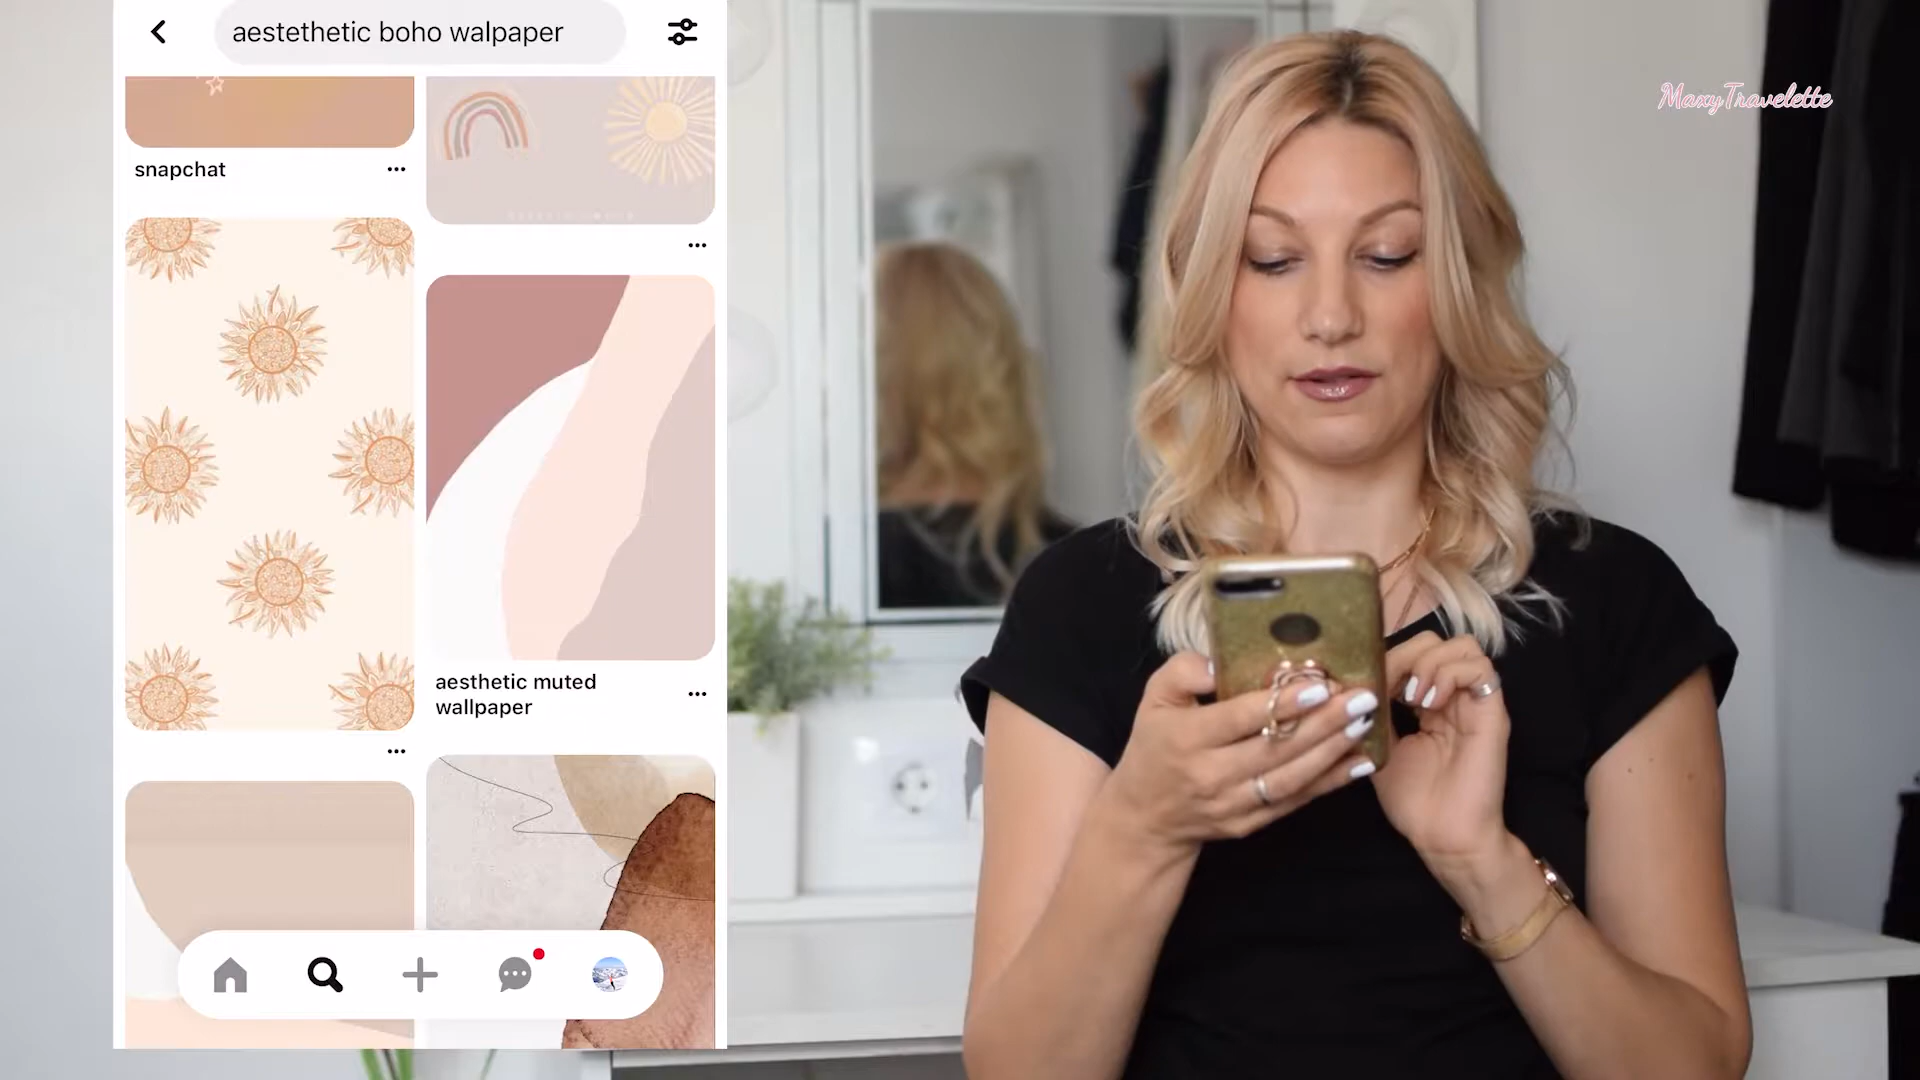 aestethetic boho walpaper
MaxyTravelette
snapchat
aesthetic muted
wallpaper